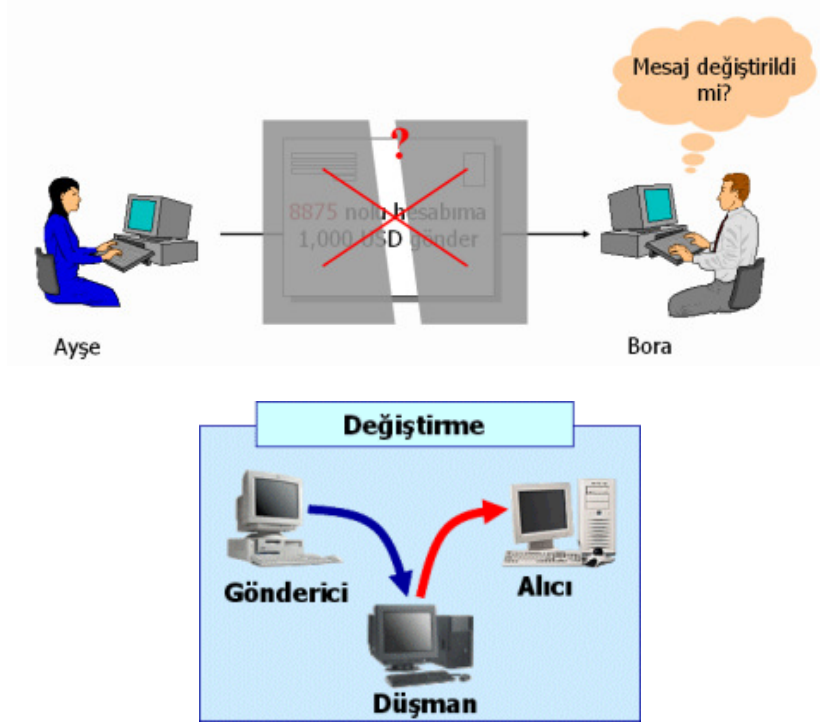 Mesaj değiştirildi
mi?
?
8875 nolu hesabıma
1,000 USD gönder
Ayşe
Bora
Değiştirme
Gönderici
Alıcı
Düşman